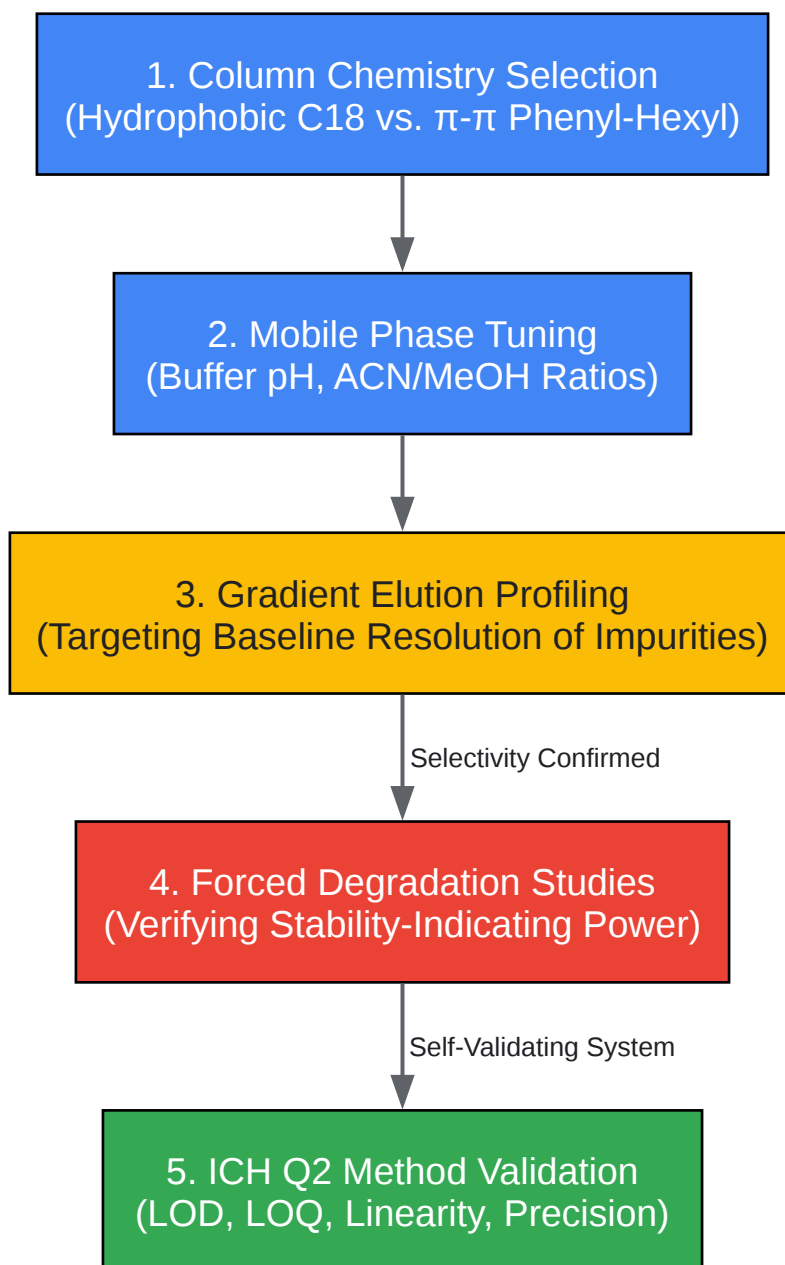 1. Column Chemistry Selection
(Hydrophobic C18 vs. π-π Phenyl-Hexyl)
2. Mobile Phase Tuning
(Buffer pH, ACN/MeOH Ratios)
3. Gradient Elution Profiling
(Targeting Baseline Resolution of Impurities)
Selectivity Confirmed
4. Forced Degradation Studies
(Verifying Stability-Indicating Power)
Self-Validating System
5. ICH Q2 Method Validation
(LOD, LOQ, Linearity, Precision)